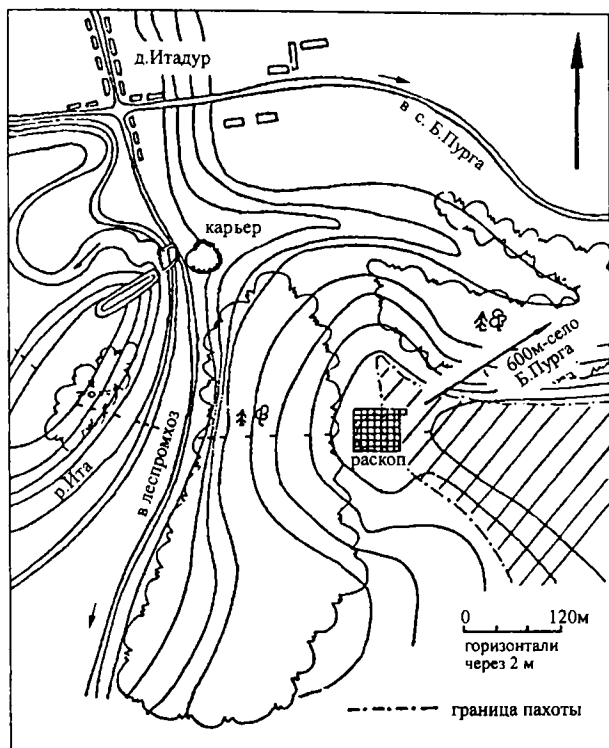 д.Итадур
в с. Б.Пурга
карьер
600м-село
Б.Пурга
раскоп
р.Ита
в леспромхоз
0 120м
горизонтали
через 2 м
граница пахоты